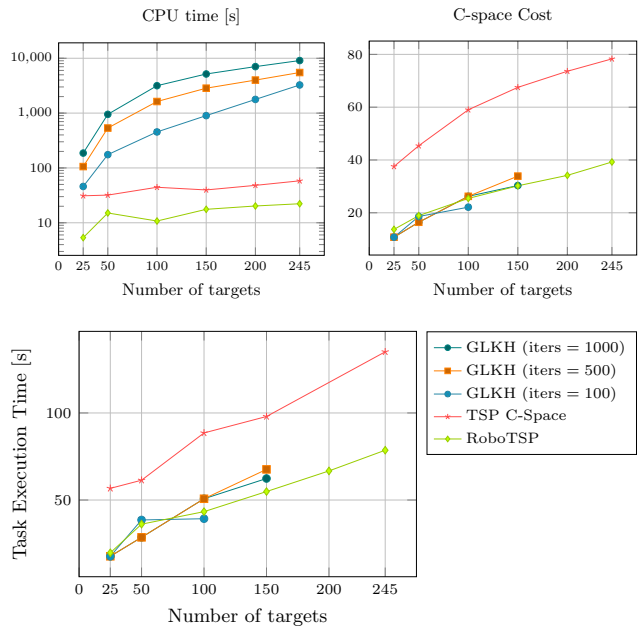 CPU time [s]
10,000
1,000
100
10
0 25 50 100 150 200 245
Number of targets
C-space Cost
80
60
40
20
0 25 50 100 150 200 245
Number of targets
Task Execution Time [s]
100
50
0 25 50 100 150 200 245
Number of targets
GLKH (iters = 1000)
GLKH (iters = 500)
GLKH (iters = 100)
TSP C-Space
RoboTSP